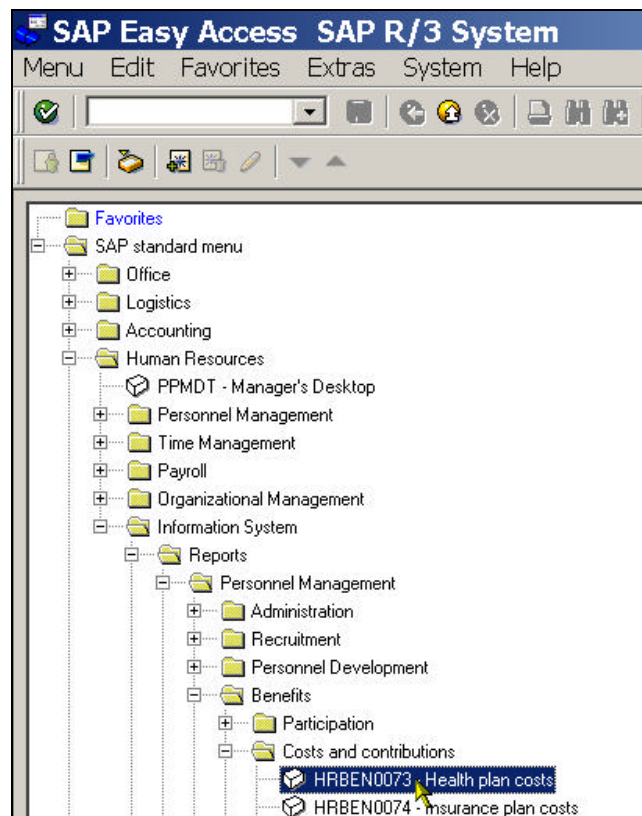 SAP Easy Access SAP R/3 System
Menu Edit Favorites Extras System Help
Favorites
SAP standard menu
Office
Logistics
Accounting
Human Resources
PPMDT - Manager's Desktop
Personnel Management
Time Management
Payroll
Organizational Management
Information System
Reports
Personnel Management
Administration
Recruitment
Personnel Development
Benefits
Participation
Costs and contributions
HRBEN0073 - Health plan costs
HRBEN0074 - Insurance plan costs